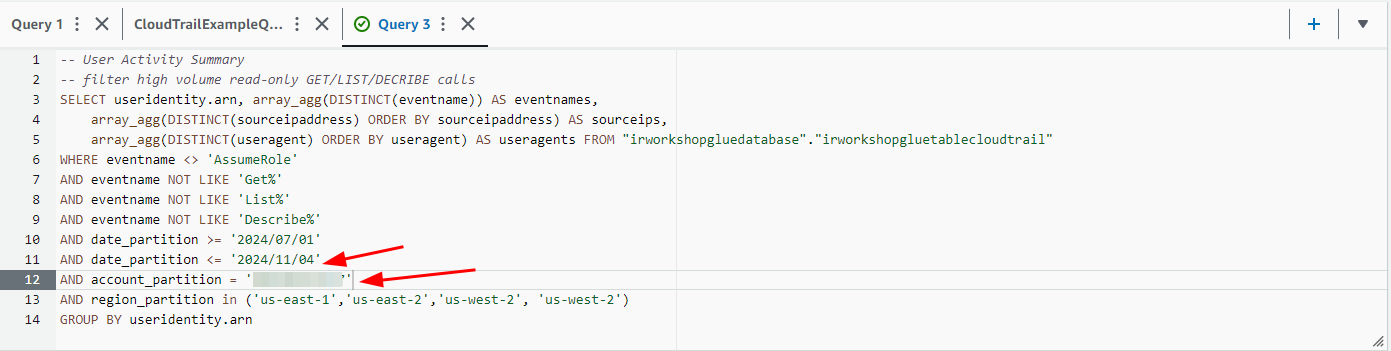 Query 1 CloudTrailExampleQ... Query 3
1 -- User Activity Summary
2 -- filter high volume read-only GET/LIST/DECRIBE calls
3 SELECT useridentity.arn, array_agg(DISTINCT(eventname)) AS eventnames,
4 array_agg(DISTINCT(sourceipaddress) ORDER BY sourceipaddress) AS sourceips,
5 array_agg(DISTINCT(useragent) ORDER BY useragent) AS useragents FROM "irworkshopgluedatabase"."irworkshopgluetablecloudtrail"
6 WHERE eventname <> 'AssumeRole'
7 AND eventname NOT LIKE 'Get%'
8 AND eventname NOT LIKE 'List%'
9 AND eventname NOT LIKE 'Describe%'
10 AND date_partition >= '2024/07/01'
11 AND date_partition <= '2024/11/04'
12 AND account_partition = ' '
13 AND region_partition in ('us-east-1','us-east-2','us-west-2', 'us-west-2')
14 GROUP BY useridentity.arn